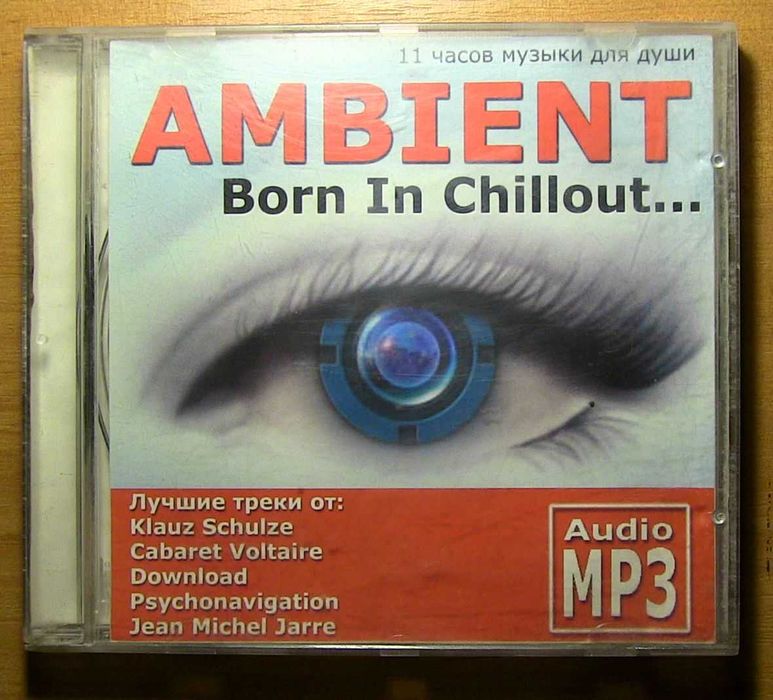 11 часов музыки для души
AMBIENT
Born In Chillout...
Лучшие треки от:
Klauz Schulze
Cabaret Voltaire
Download
Psychonavigation
Jean Michel Jarre
Audio
MP3